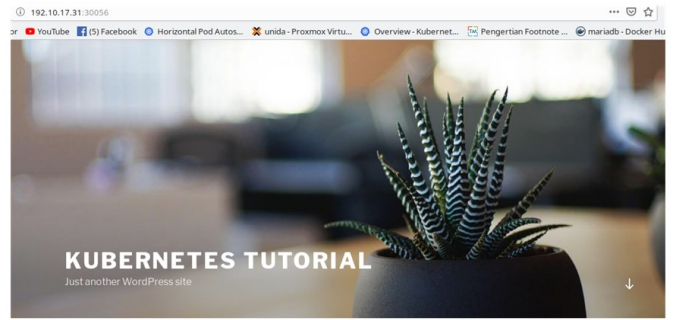 192.10.17.31:30056
or YouTube (5) Facebook Horizontal Pod Autos... unida - Proxmox Virtu... Overview - Kubernet... Pengertian Footnote ... mariadb - Docker Hu
KUBERNETES TUTORIAL
Just another WordPress site